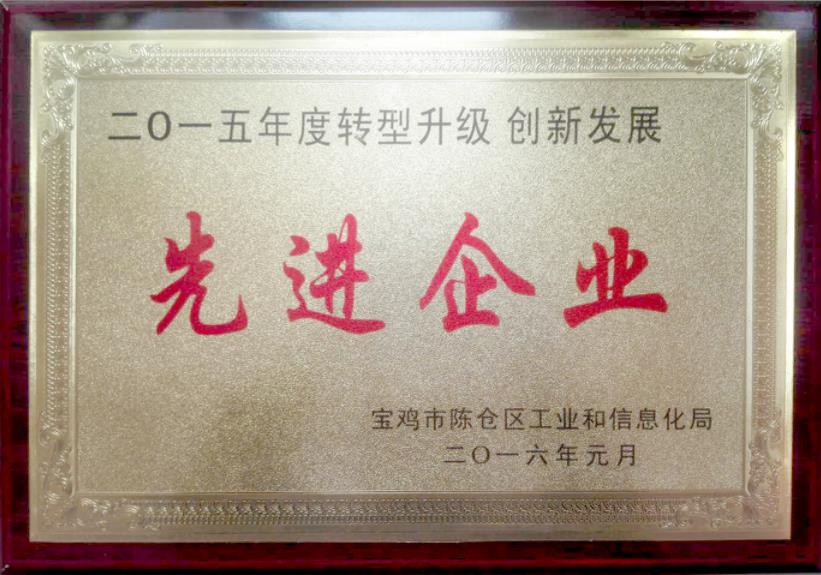 二〇一五年度转型升级 创新发展
先进企业
宝鸡市陈仓区工业和信息化局
二〇一六年元月